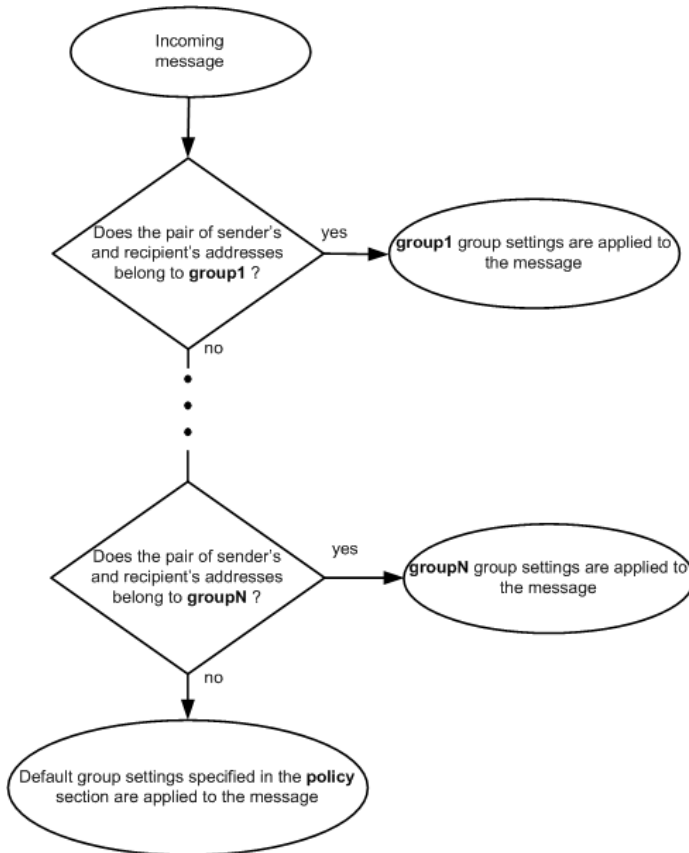 Incoming
message
Does the pair of sender's
and recipient's addresses
belong to group1 ?
yes
group1 group settings are applied to
the message
no
Does the pair of sender's
and recipient's addresses
belong to groupN ?
yes
groupN group settings are applied to
the message
no
Default group settings specified in the policy
section are applied to the message